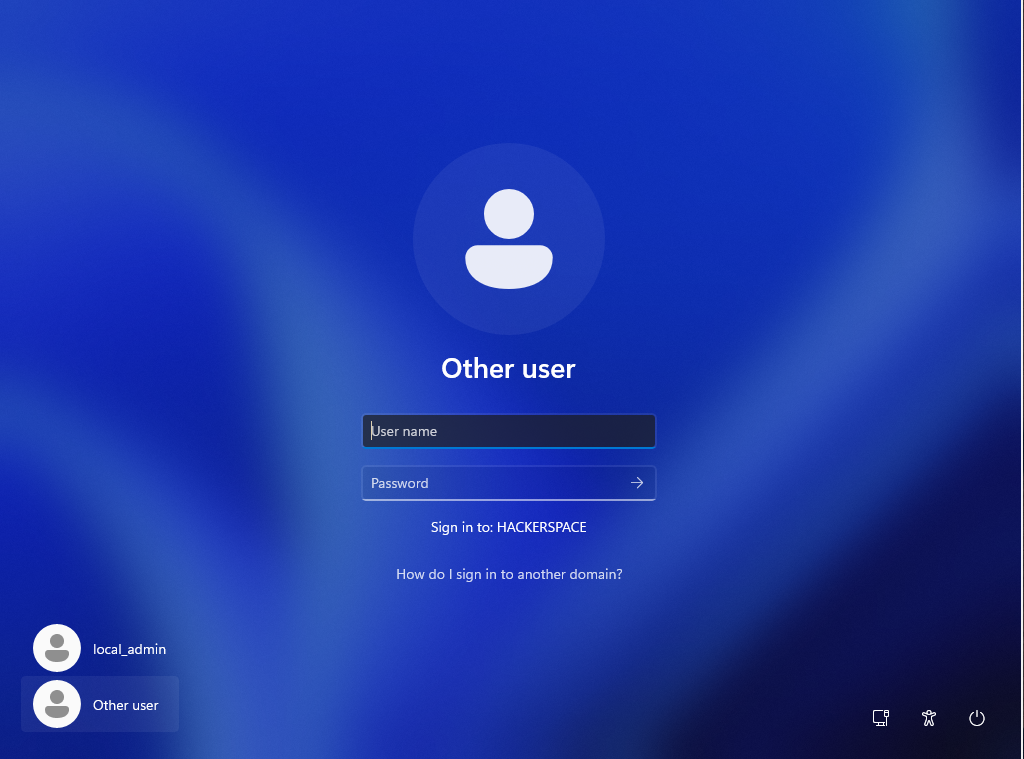 Other user
User name
Password
Sign in to: HACKERSPACE
How do I sign in to another domain?
local_admin
Other user